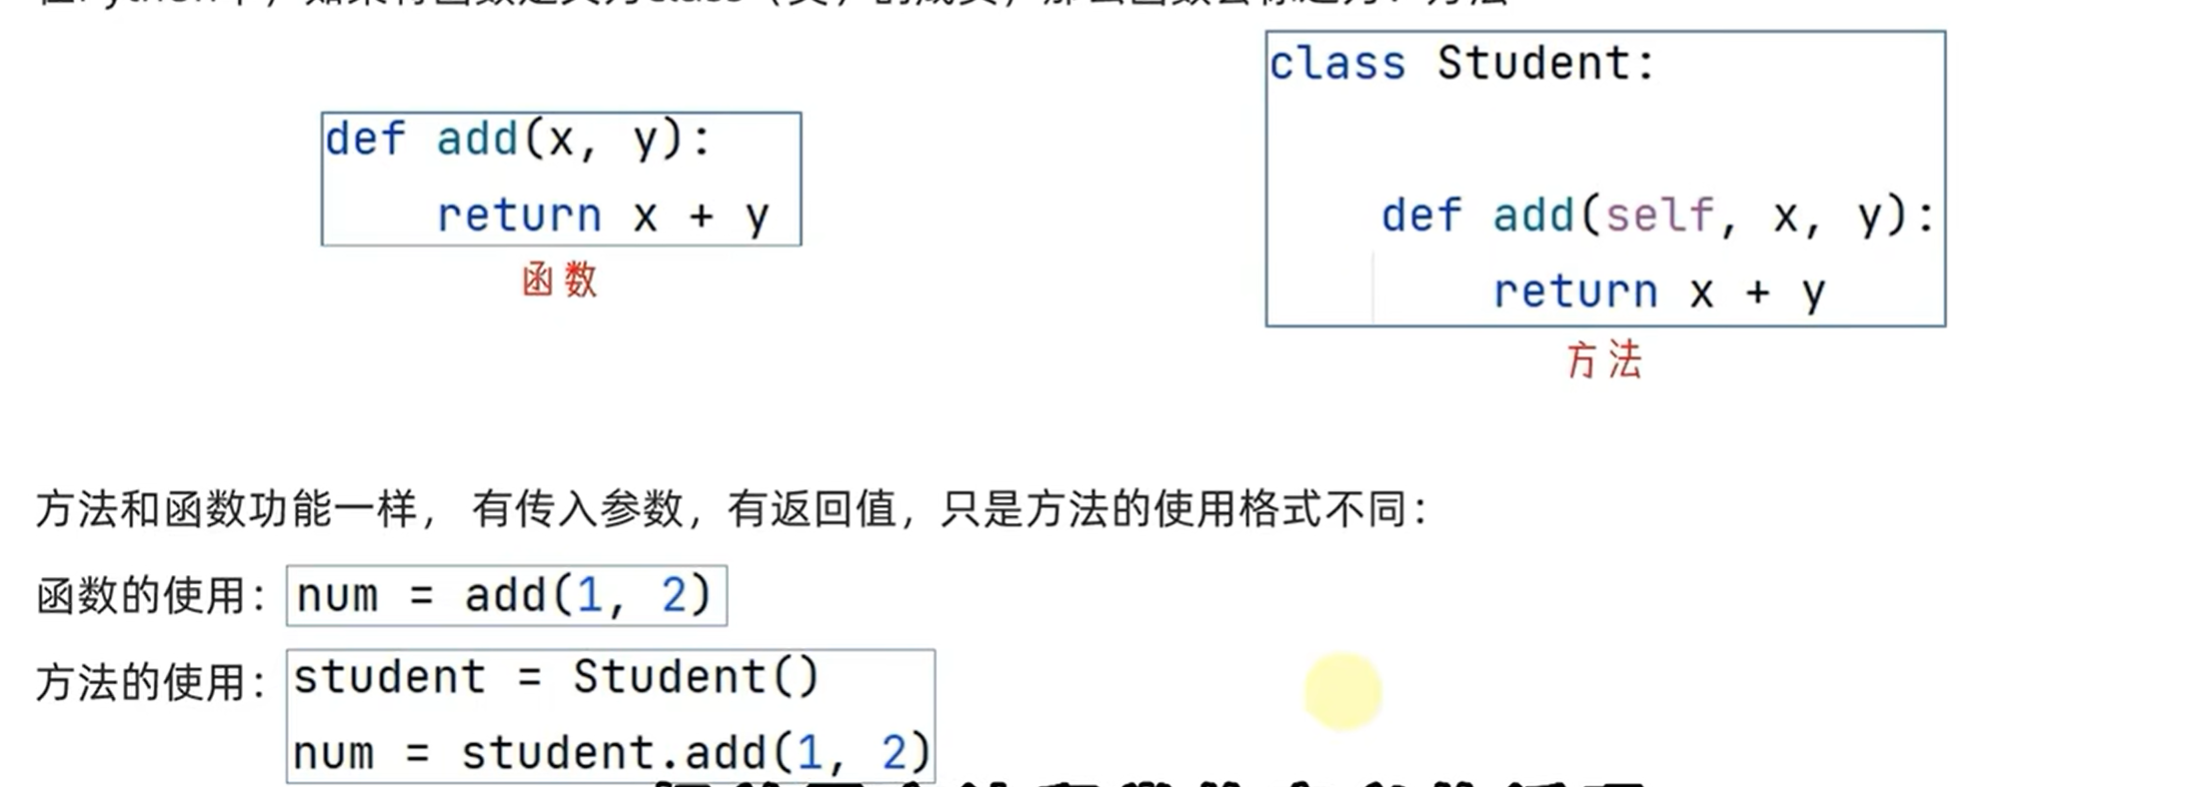 class Student:
def add(x, y):
    return x + y
函数
    def add(self, x, y):
        return x + y
方法
方法和函数功能一样， 有传入参数，有返回值，只是方法的使用格式不同：
函数的使用： num = add(1, 2)
方法的使用： student = Student()
num = student.add(1, 2)